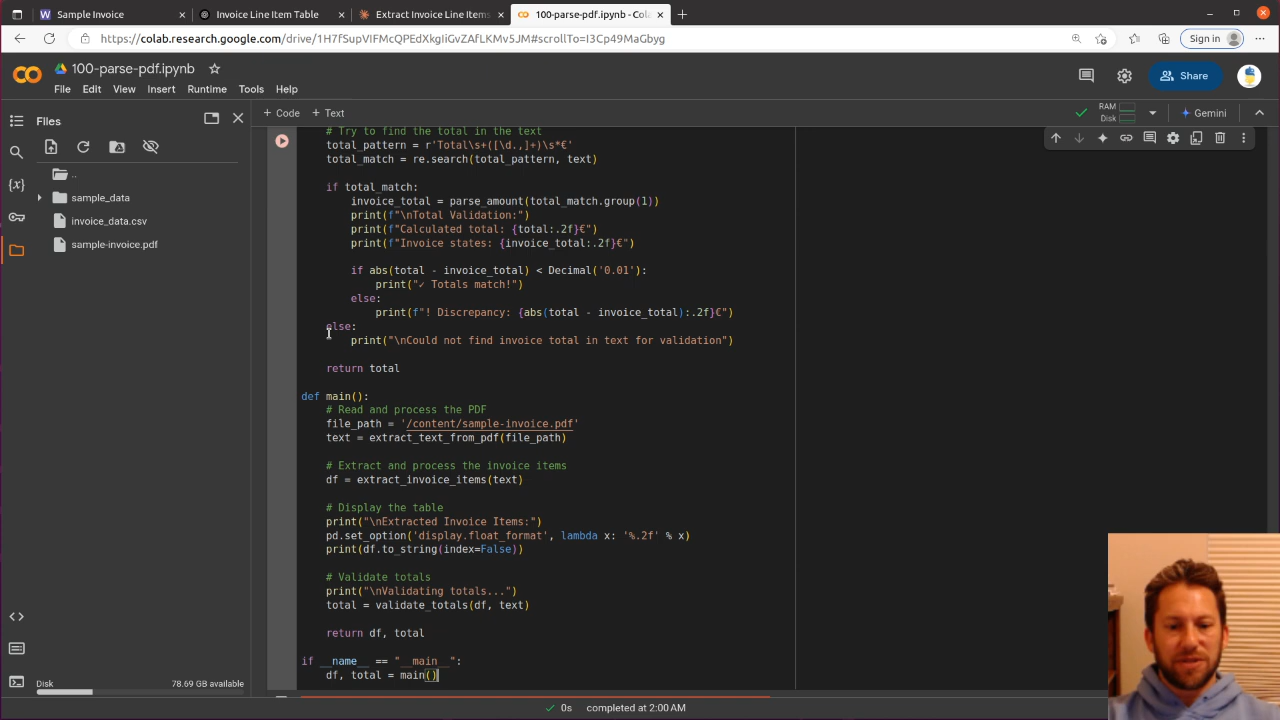 Sample Invoice
Invoice Line Item Table
Extract Invoice Line Items
100-parse-pdf.ipynb - Col
https://colab.research.google.com/drive/1H7fSupVIFMcQPEdXkgIiGvZAfLKMv5JM#scrollTo=I3Cp49MaGbyg
Sign in
100-parse-pdf.ipynb
File Edit View Insert Runtime Tools Help
Share
+ Code + Text
RAM
Disk
Gemini
Files
..
sample_data
invoice_data.csv
sample-invoice.pdf
{x}
# Try to find the total in the text
total_pattern = r'Total\s+([\d.,]+)\s*€'
total_match = re.search(total_pattern, text)
if total_match:
invoice_total = parse_amount(total_match.group(1))
print(f"\nTotal Validation:")
print(f"Calculated total: {total:.2f}€")
print(f"Invoice states: {invoice_total:.2f}€")
if abs(total - invoice_total) < Decimal('0.01'):
print("✓ Totals match!")
else:
print(f"! Discrepancy: {abs(total - invoice_total):.2f}€")
else:
print("\nCould not find invoice total in text for validation")
return total
def main():
# Read and process the PDF
file_path = '/content/sample-invoice.pdf'
text = extract_text_from_pdf(file_path)
# Extract and process the invoice items
df = extract_invoice_items(text)
# Display the table
print("\nExtracted Invoice Items:")
pd.set_option('display.float_format', lambda x: '%.2f' % x)
print(df.to_string(index=False))
# Validate totals
print("\nValidating totals...")
total = validate_totals(df, text)
return df, total
if __name__ == "__main__":
df, total = main()
Disk
78.69 GB available
0s completed at 2:00 AM